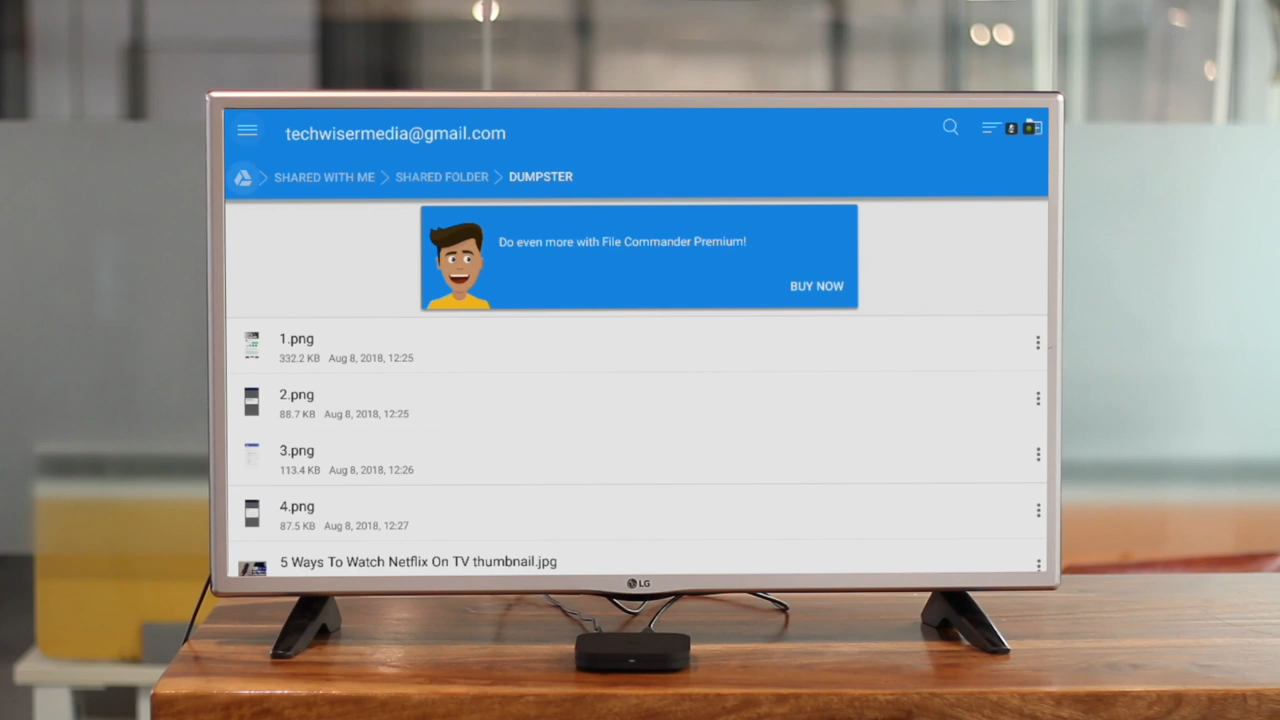 techwisermedia@gmail.com
SHARED WITH ME > SHARED FOLDER > DUMPSTER
Do even more with File Commander Premium!
BUY NOW
1.png
332.2 KB Aug 8, 2018, 12:25
2.png
88.7 KB Aug 8, 2018, 12:25
3.png
113.4 KB Aug 8, 2018, 12:26
4.png
87.5 KB Aug 8, 2018, 12:27
5 Ways To Watch Netflix On TV thumbnail.jpg
LG